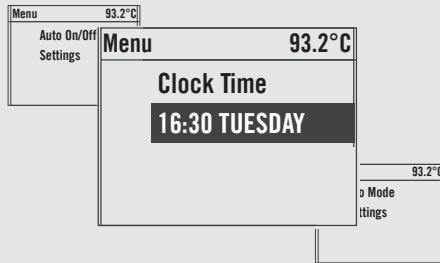 Menu 93.2°C
Auto On/Off
Settings
Menu 93.2°C
Clock Time
16:30 TUESDAY
93.2°C
Mode